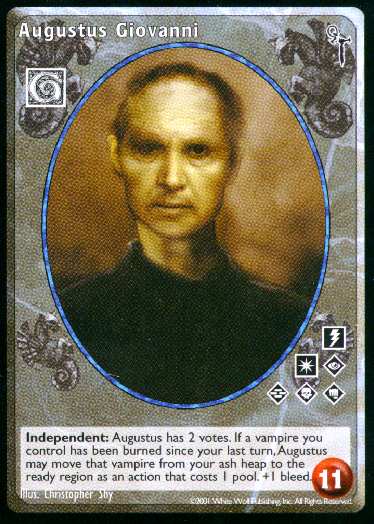 Augustus Giovanni
Independent: Augustus has 2 votes. If a vampire you
control has been burned since your last turn, Augustus
may move that vampire from your ash heap to the
ready region as an action that costs 1 pool. +1 bleed.
11
Illus. Christopher Shy
©2001 White Wolf Publishing, Inc. All Rights Reserved.